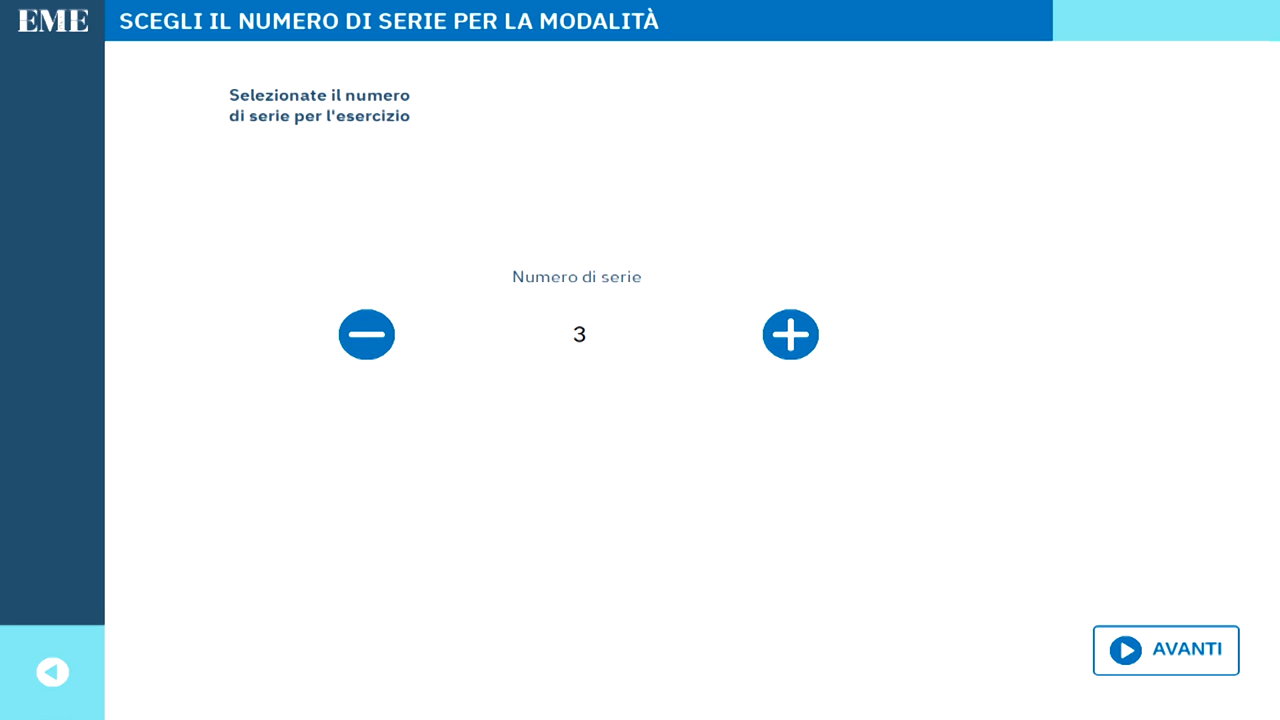 EME
SCEGLI IL NUMERO DI SERIE PER LA MODALITÀ
Selezionate il numero
di serie per l'esercizio
Numero di serie
3
AVANTI